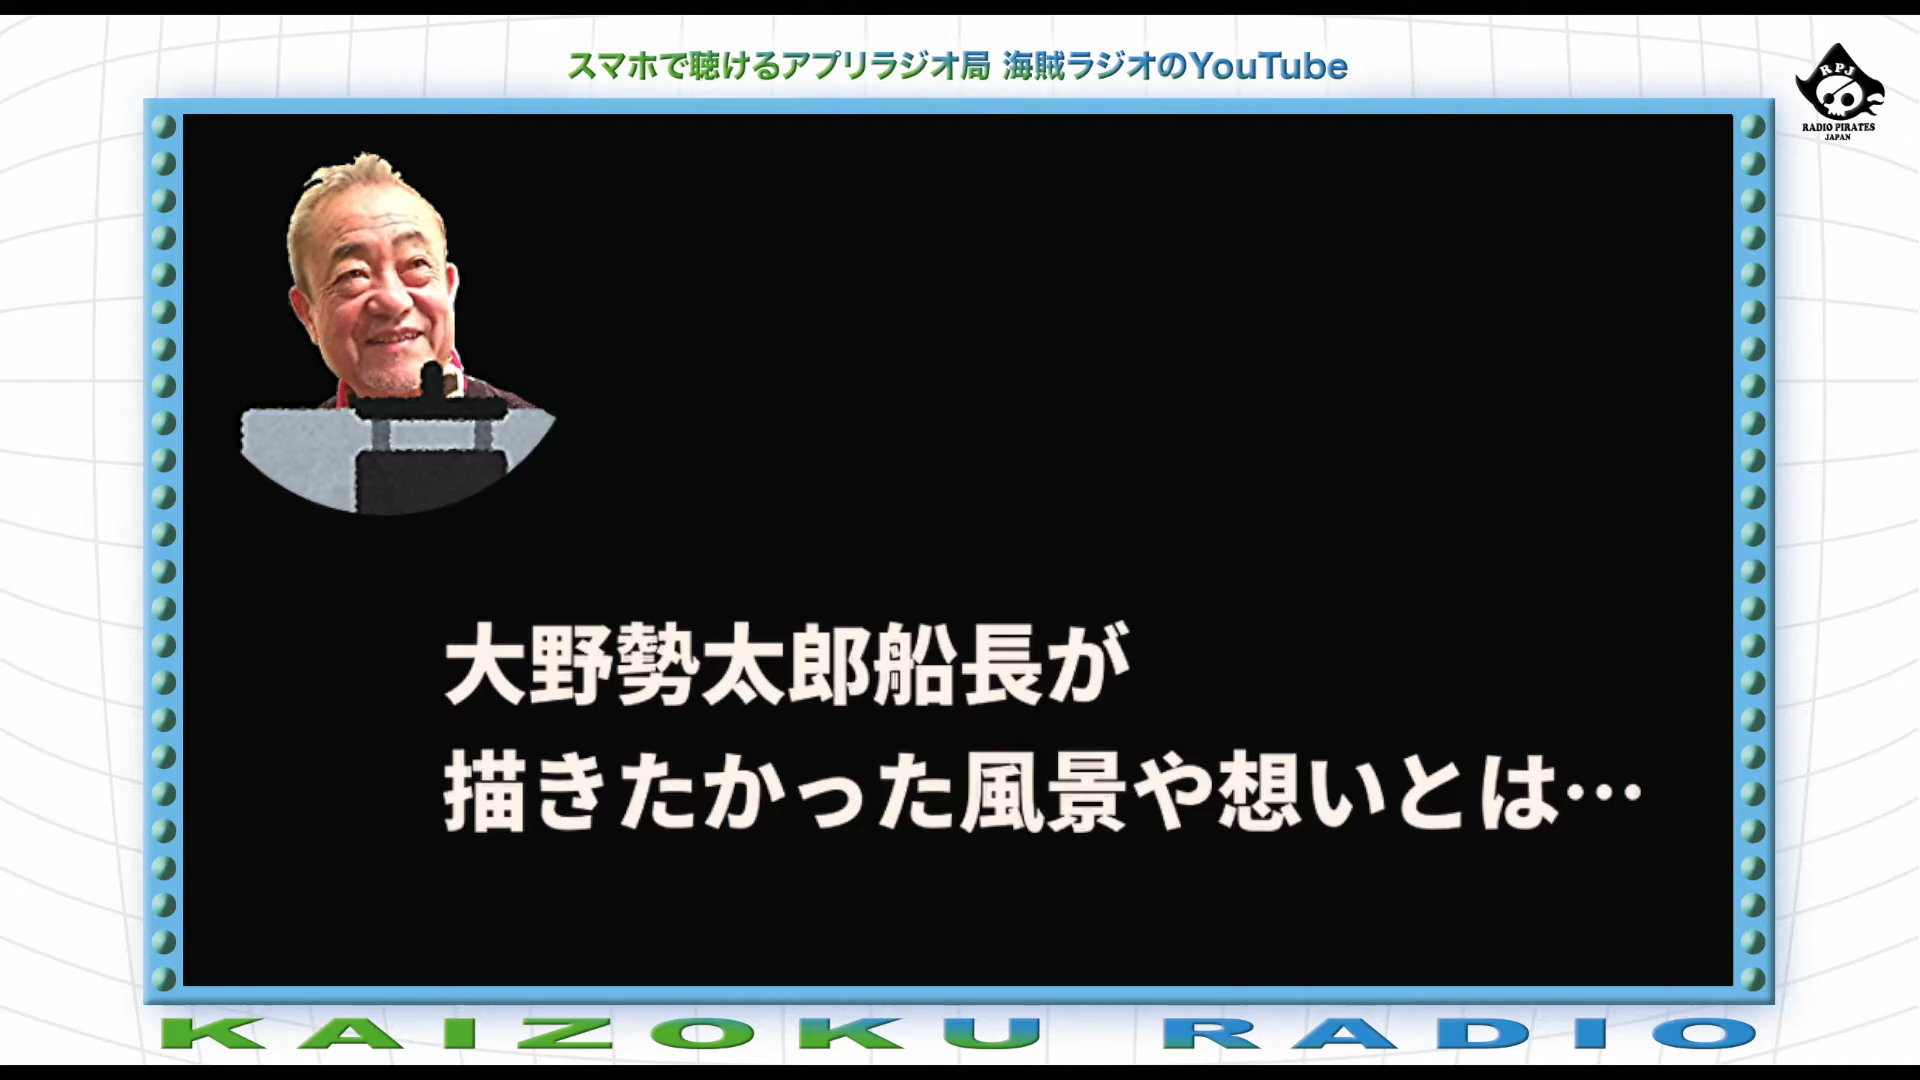 スマホで聴けるアプリラジオ局 海賊ラジオのYouTube
RPJ
RADIO PIRATES
JAPAN
大野勢太郎船長が
描きたかった風景や想いとは…
KAIZOKU RADIO